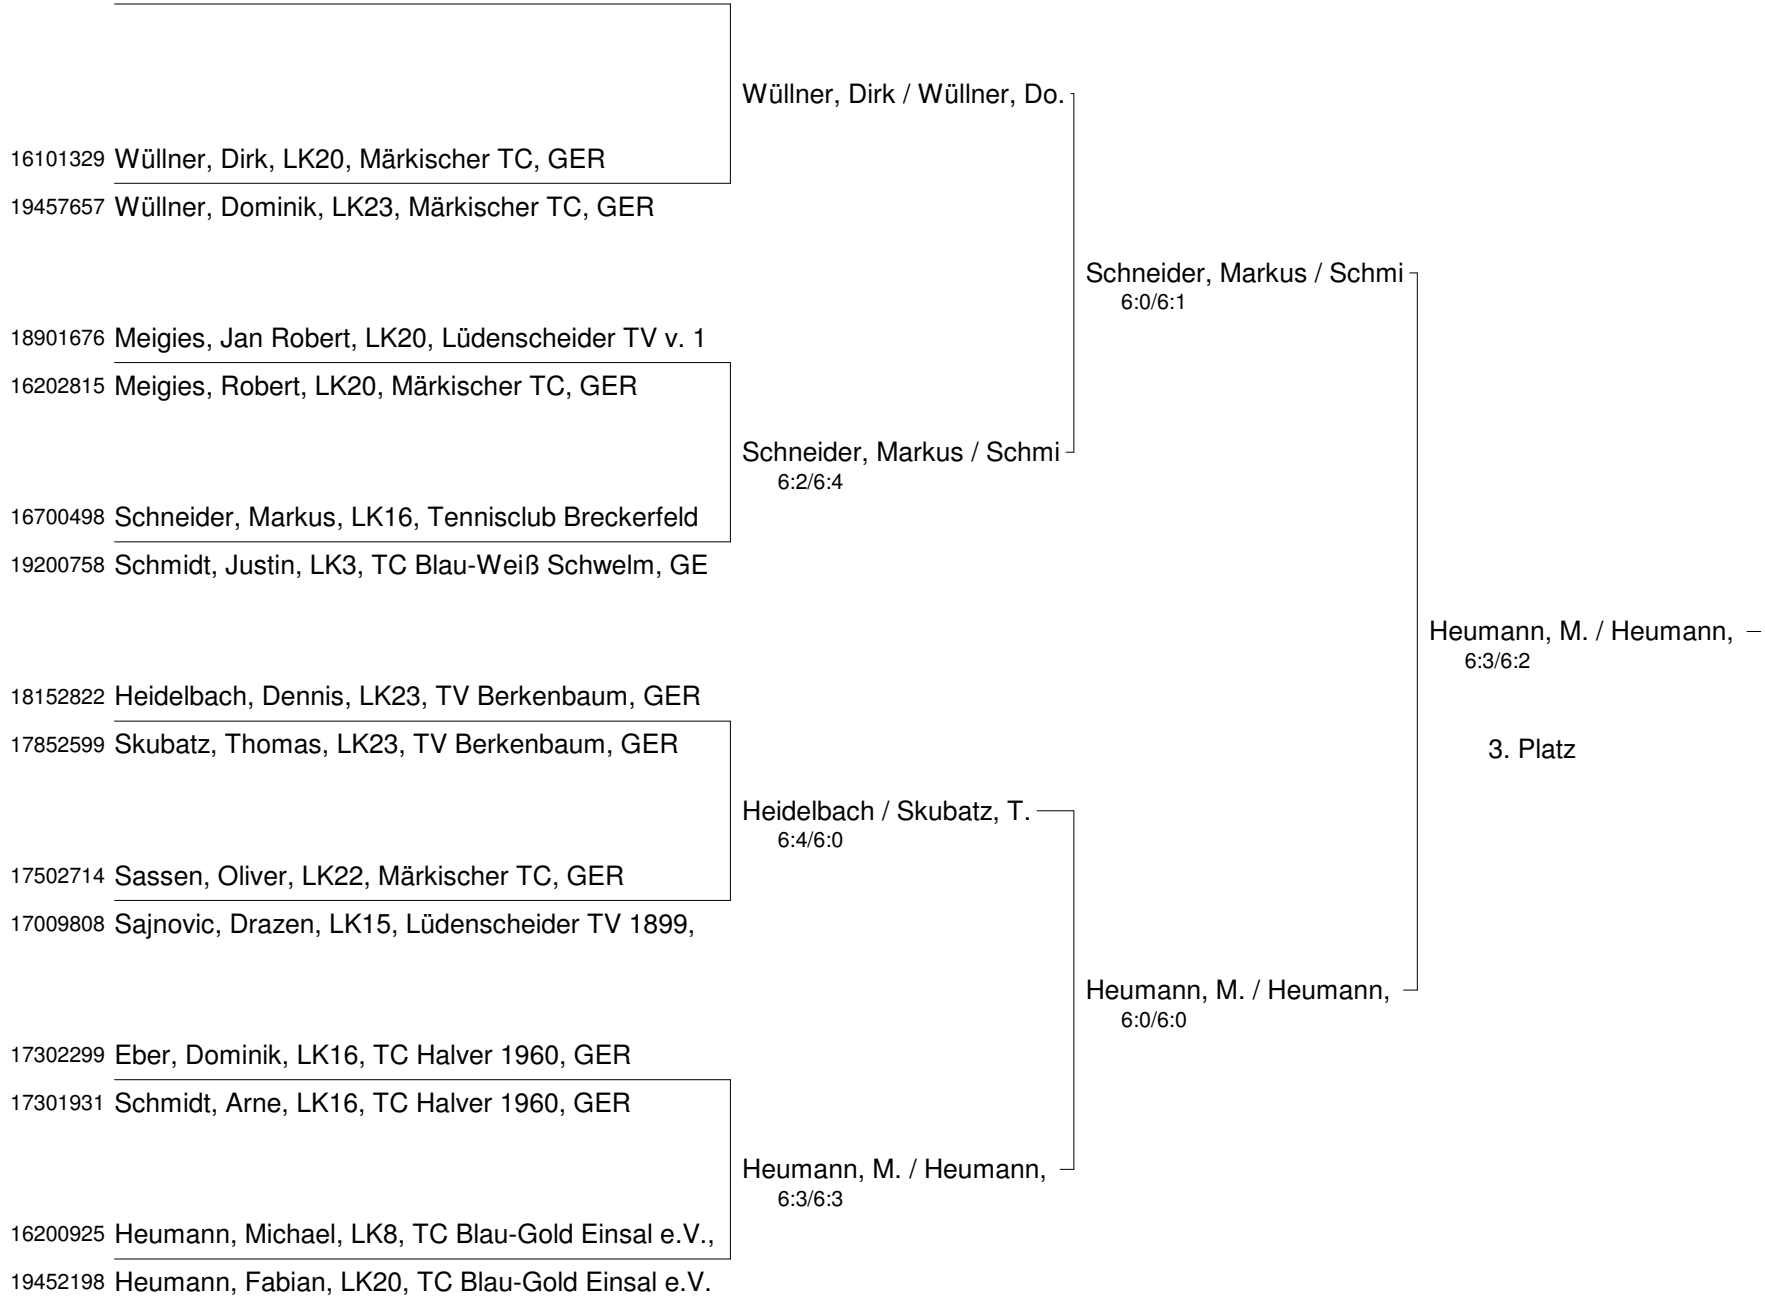 Wüllner, Dirk / Wüllner, Do.
16101329 Wüllner, Dirk, LK20, Märkischer TC, GER
19457657 Wüllner, Dominik, LK23, Märkischer TC, GER
Schneider, Markus / Schmi
6:0/6:1
18901676 Meigies, Jan Robert, LK20, Lüdenscheider TV v. 1
16202815 Meigies, Robert, LK20, Märkischer TC, GER
Schneider, Markus / Schmi
6:2/6:4
16700498 Schneider, Markus, LK16, Tennisclub Breckerfeld
19200758 Schmidt, Justin, LK3, TC Blau-Weiß Schwelm, GE
Heumann, M. / Heumann,
6:3/6:2
18152822 Heidelbach, Dennis, LK23, TV Berkenbaum, GER
17852599 Skubatz, Thomas, LK23, TV Berkenbaum, GER
3. Platz
Heidelbach / Skubatz, T.
6:4/6:0
17502714 Sassen, Oliver, LK22, Märkischer TC, GER
17009808 Sajnovic, Drazen, LK15, Lüdenscheider TV 1899,
Heumann, M. / Heumann,
6:0/6:0
17302299 Eber, Dominik, LK16, TC Halver 1960, GER
17301931 Schmidt, Arne, LK16, TC Halver 1960, GER
Heumann, M. / Heumann,
6:3/6:3
16200925 Heumann, Michael, LK8, TC Blau-Gold Einsal e.V.,
19452198 Heumann, Fabian, LK20, TC Blau-Gold Einsal e.V.